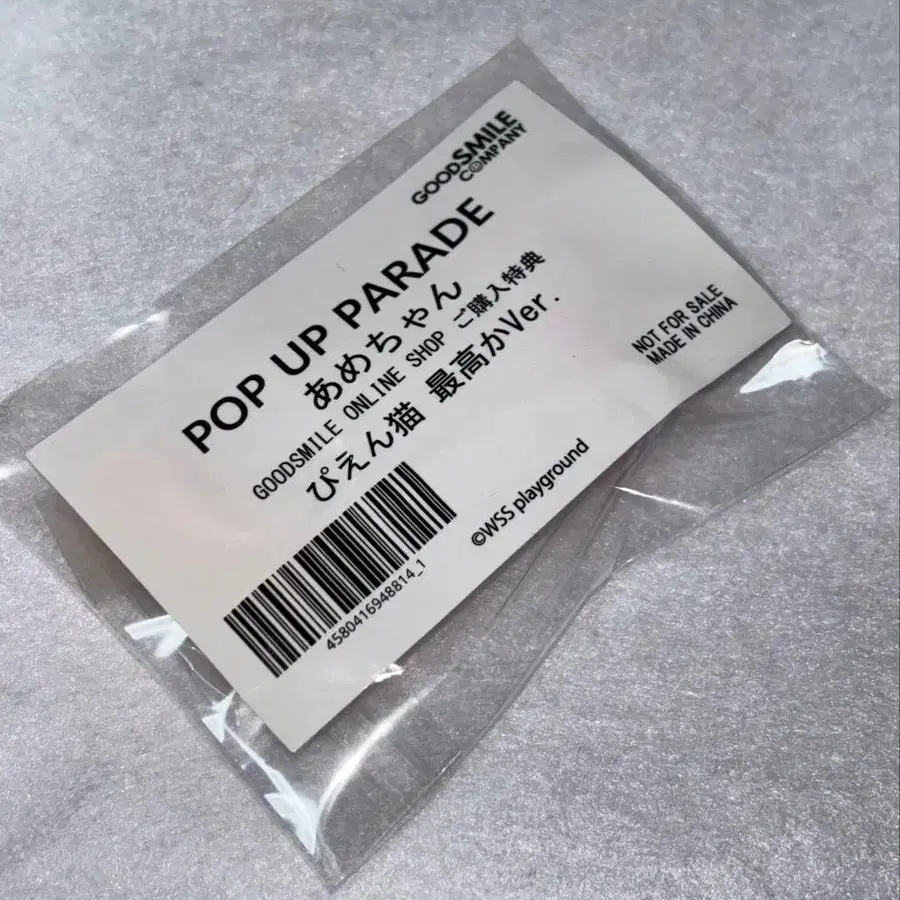 GOODSMILE
COMPANY
POP UP PARADE
あめちゃん
GOODSMILE ONLINE SHOP ご購入特典
ぴえん猫 最高かVer.
NOT FOR SALE
MADE IN CHINA
4580416948814_1
©WSS playground